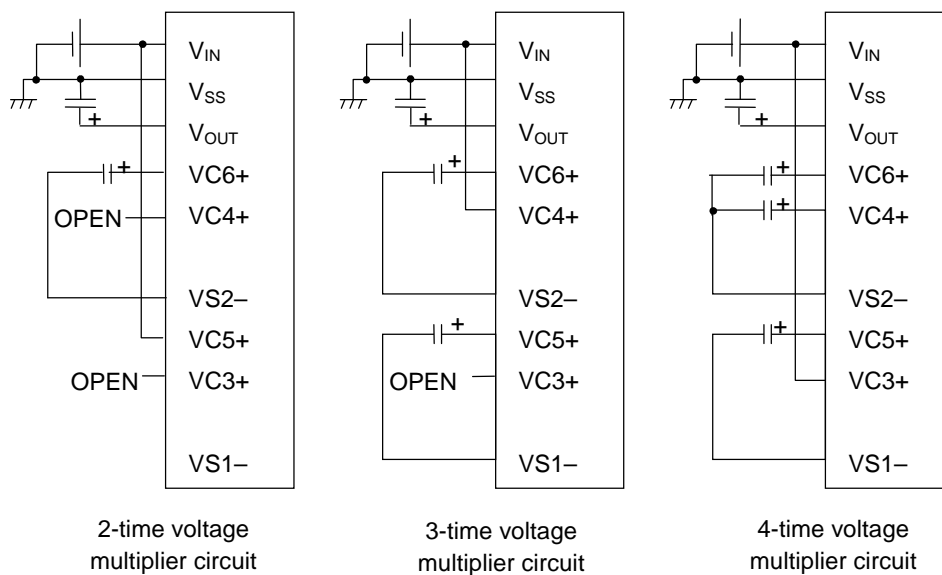 VIN
VSS
VOUT
+
VC6+
+
OPEN
VC4+
VS2–
VC5+
OPEN
VC3+
VS1–
2-time voltage
multiplier circuit
VIN
VSS
VOUT
+
VC6+
+
VC4+
VS2–
VC5+
+
OPEN
VC3+
VS1–
3-time voltage
multiplier circuit
VIN
VSS
VOUT
+
VC6+
+
VC4+
+
VS2–
VC5+
+
VC3+
VS1–
4-time voltage
multiplier circuit